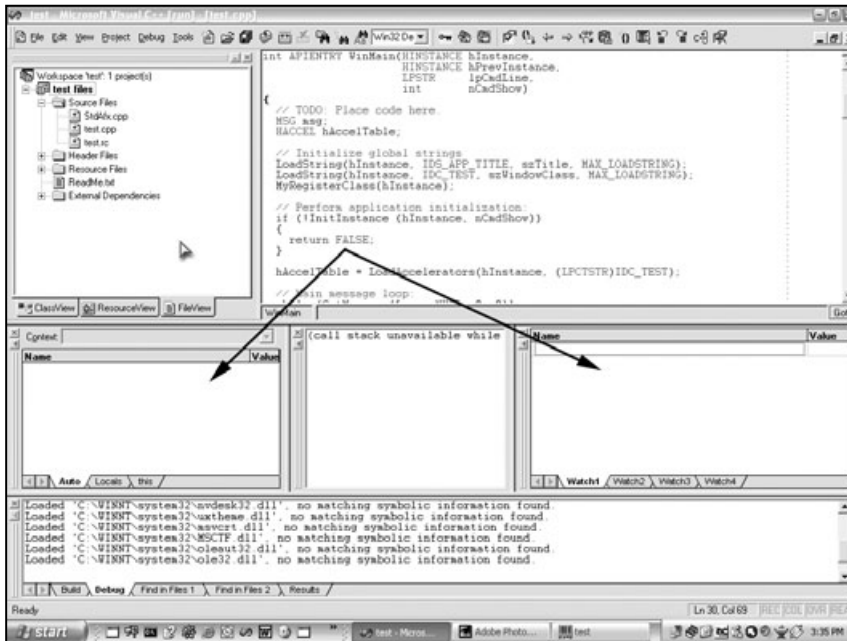 test - Microsoft Visual C++ [run] - [test.cpp]
File Edit View Project Debug Tools
Win32 De
Workspace 'test': 1 project(s)
test files
Source Files
StdAfx.cpp
test.cpp
test.rc
Header Files
Resource Files
ReadMe.txt
External Dependencies
ClassView ResourceView FileView
int APIENTRY WinMain(HINSTANCE hInstance,
HINSTANCE hPrevInstance,
LPSTR lpCmdLine,
int nCmdShow)
{
// TODO: Place code here.
MSG msg;
HACCEL hAccelTable;
// Initialize global strings
LoadString(hInstance, IDS_APP_TITLE, szTitle, MAX_LOADSTRING);
LoadString(hInstance, IDC_TEST, szWindowClass, MAX_LOADSTRING);
MyRegisterClass(hInstance);
// Perform application initialization:
if (!InitInstance (hInstance, nCmdShow))
{
return FALSE;
}
hAccelTable = LoadAccelerators(hInstance, (LPCTSTR)IDC_TEST);
// Main message loop:
WinMain
Context:
Name Value
Auto Locals this
(call stack unavailable while
Name Value
Watch1 Watch2 Watch3 Watch4
Loaded 'C:\WINNT\system32\nvdesk32.dll', no matching symbolic information found.
Loaded 'C:\WINNT\system32\uxtheme.dll', no matching symbolic information found.
Loaded 'C:\WINNT\system32\msvcrt.dll', no matching symbolic information found.
Loaded 'C:\WINNT\system32\MSCTF.dll', no matching symbolic information found.
Loaded 'C:\WINNT\system32\oleaut32.dll', no matching symbolic information found.
Loaded 'C:\WINNT\system32\ole32.dll', no matching symbolic information found.
Build Debug Find in Files 1 Find in Files 2 Results
Ready Ln 30, Col 69 REC COL OVR
start test - Micros... Adobe Photo... test 3:35 PM